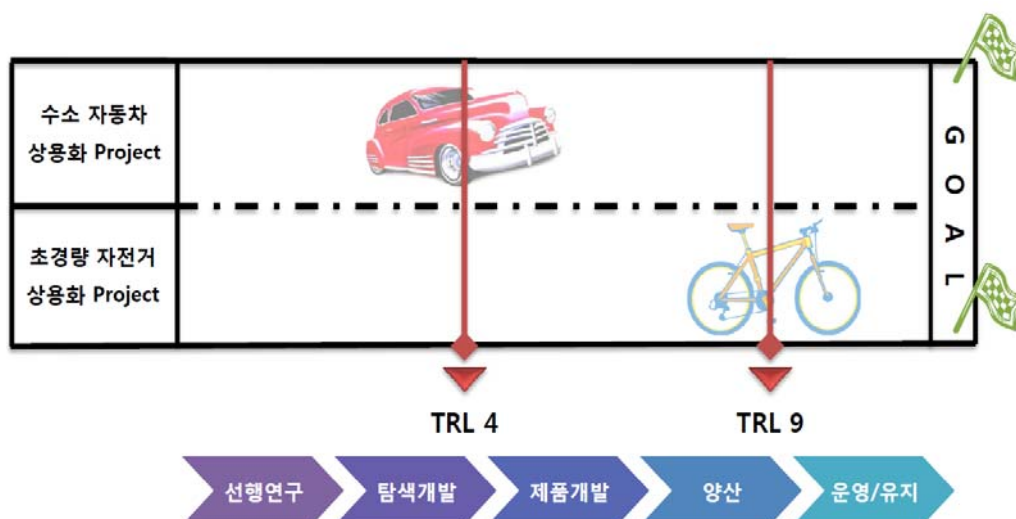 수소 자동차
상용화 Project
초경량 자전거
상용화 Project
GOAL
TRL 4
TRL 9
선행연구
탐색개발
제품개발
양산
운영/유지